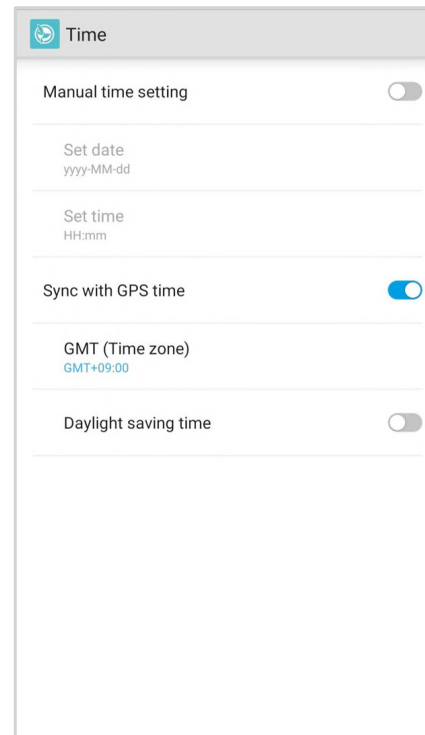 Time
Manual time setting
Set date
yyyy-MM-dd
Set time
HH:mm
Sync with GPS time
GMT (Time zone)
GMT+09:00
Daylight saving time